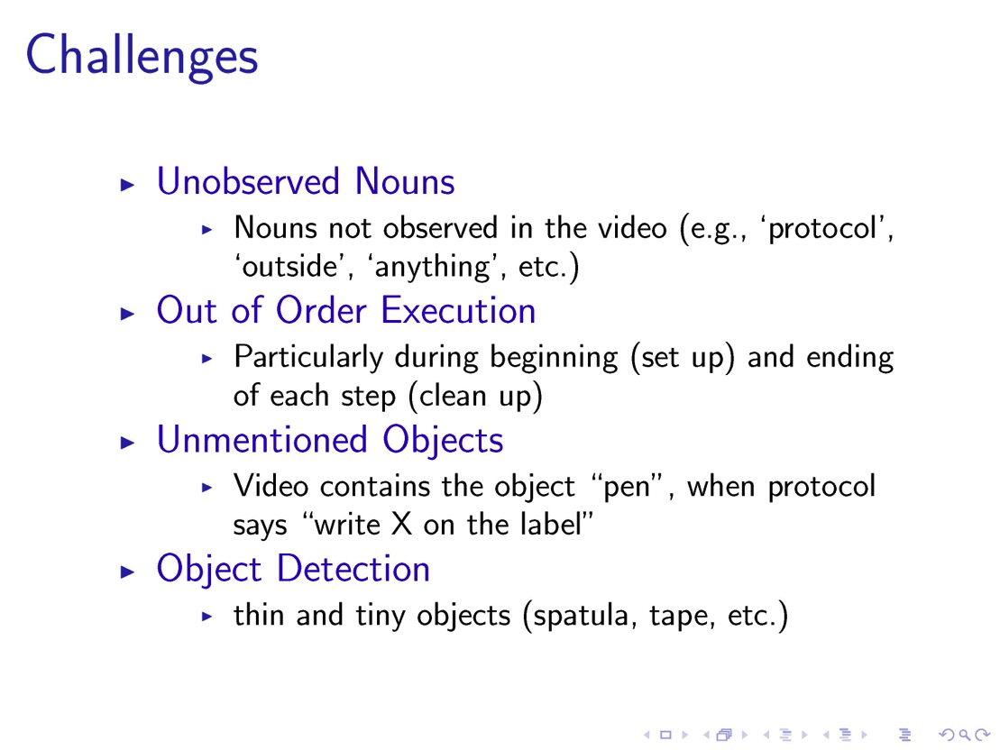 Challenges
Unobserved Nouns
Nouns not observed in the video (e.g., ‘protocol’,
‘outside’, ‘anything’, etc.)
Out of Order Execution
Particularly during beginning (set up) and ending
of each step (clean up)
Unmentioned Objects
Video contains the object “pen”, when protocol
says “write X on the label”
Object Detection
thin and tiny objects (spatula, tape, etc.)